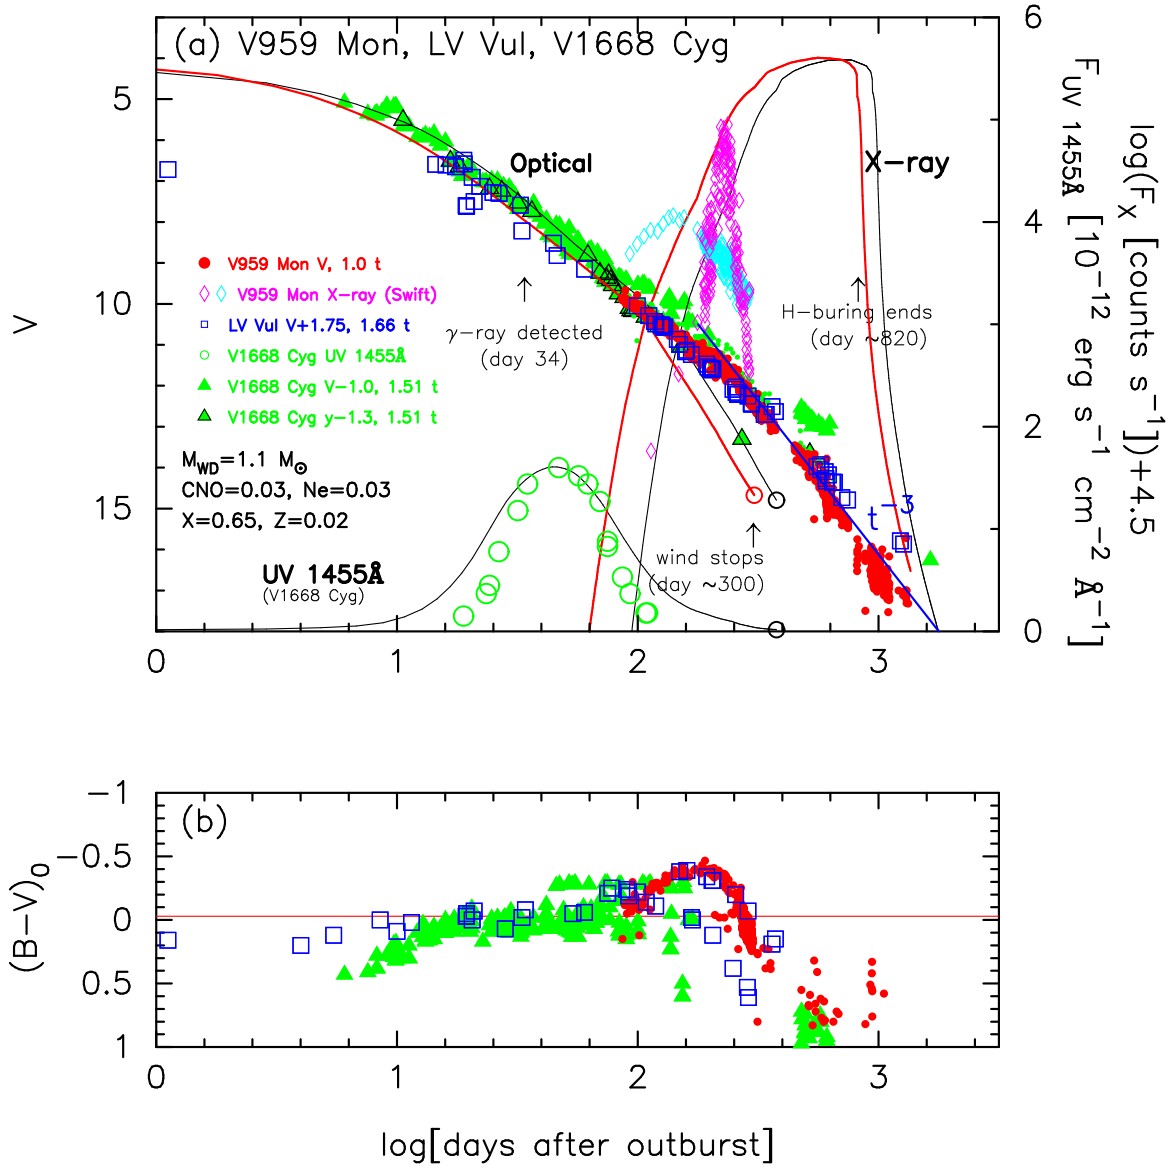 (a) V959 Mon, LV Vul, V1668 Cyg
5
10
15
V
6
4
2
0
F_UV 1455Å [10^−12 erg s^−1 cm^−2 Å^−1]
log(F_X [counts s^−1])+4.5
Optical
X−ray
V959 Mon V, 1.0 t
V959 Mon X−ray (Swift)
LV Vul V+1.75, 1.66 t
V1668 Cyg UV 1455Å
V1668 Cyg V−1.0, 1.51 t
V1668 Cyg y−1.3, 1.51 t
γ−ray detected
(day 34)
H−buring ends
(day ~820)
M_WD=1.1 M_⊙
CNO=0.03, Ne=0.03
X=0.65, Z=0.02
t^−3
wind stops
(day ~300)
UV 1455Å
(V1668 Cyg)
0 1 2 3
(b)
−1
−0.5
0
0.5
1
(B−V)_0
0 1 2 3
log[days after outburst]